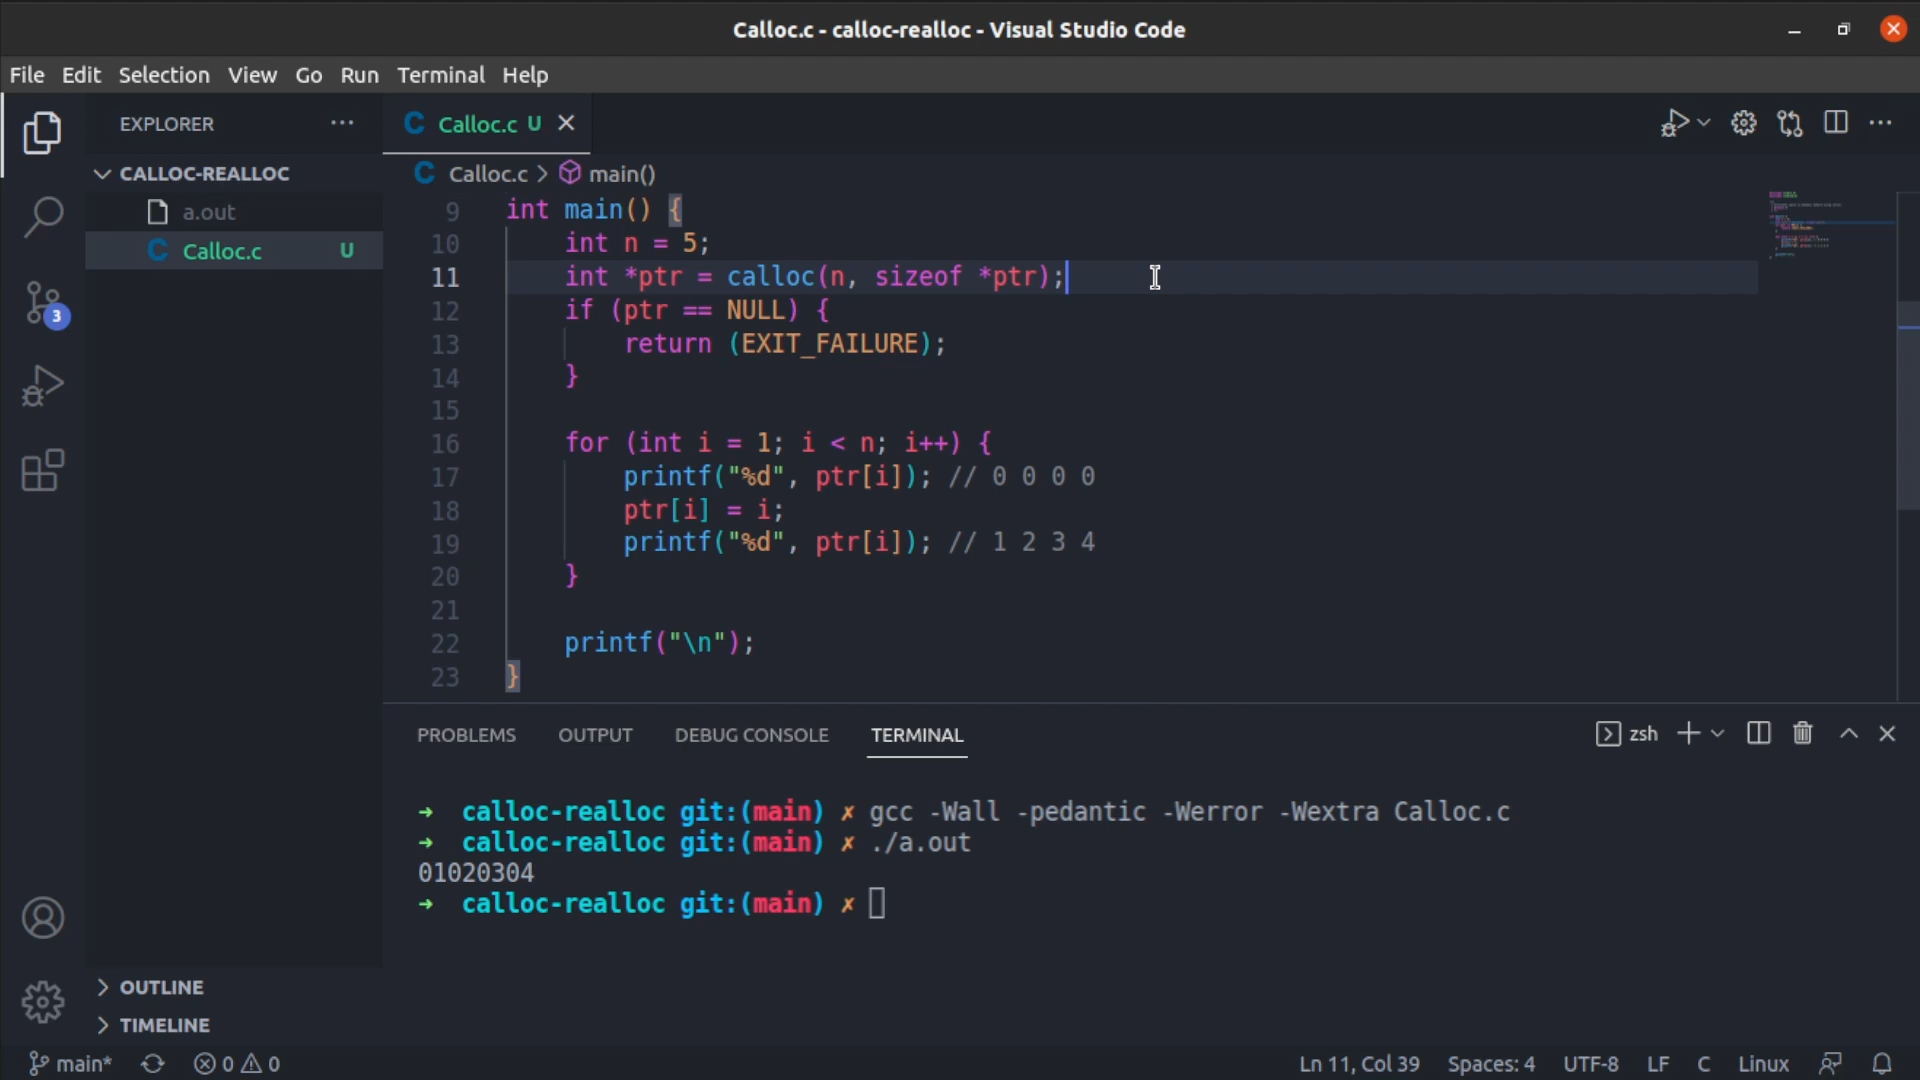 Calloc.c - calloc-realloc - Visual Studio Code
File Edit Selection View Go Run Terminal Help
EXPLORER
Calloc.c U
CALLOC-REALLOC
Calloc.c > main()
a.out
Calloc.c U
3
9 int main() {
10 int n = 5;
11 int *ptr = calloc(n, sizeof *ptr);
12 if (ptr == NULL) {
13 return (EXIT_FAILURE);
14 }
15
16 for (int i = 1; i < n; i++) {
17 printf("%d", ptr[i]); // 0 0 0 0
18 ptr[i] = i;
19 printf("%d", ptr[i]); // 1 2 3 4
20 }
21
22 printf("\n");
23 }
PROBLEMS OUTPUT DEBUG CONSOLE TERMINAL
zsh
➜ calloc-realloc git:(main) ✗ gcc -Wall -pedantic -Werror -Wextra Calloc.c
➜ calloc-realloc git:(main) ✗ ./a.out
01020304
➜ calloc-realloc git:(main) ✗
OUTLINE
TIMELINE
main* 0 0 Ln 11, Col 39 Spaces: 4 UTF-8 LF C Linux